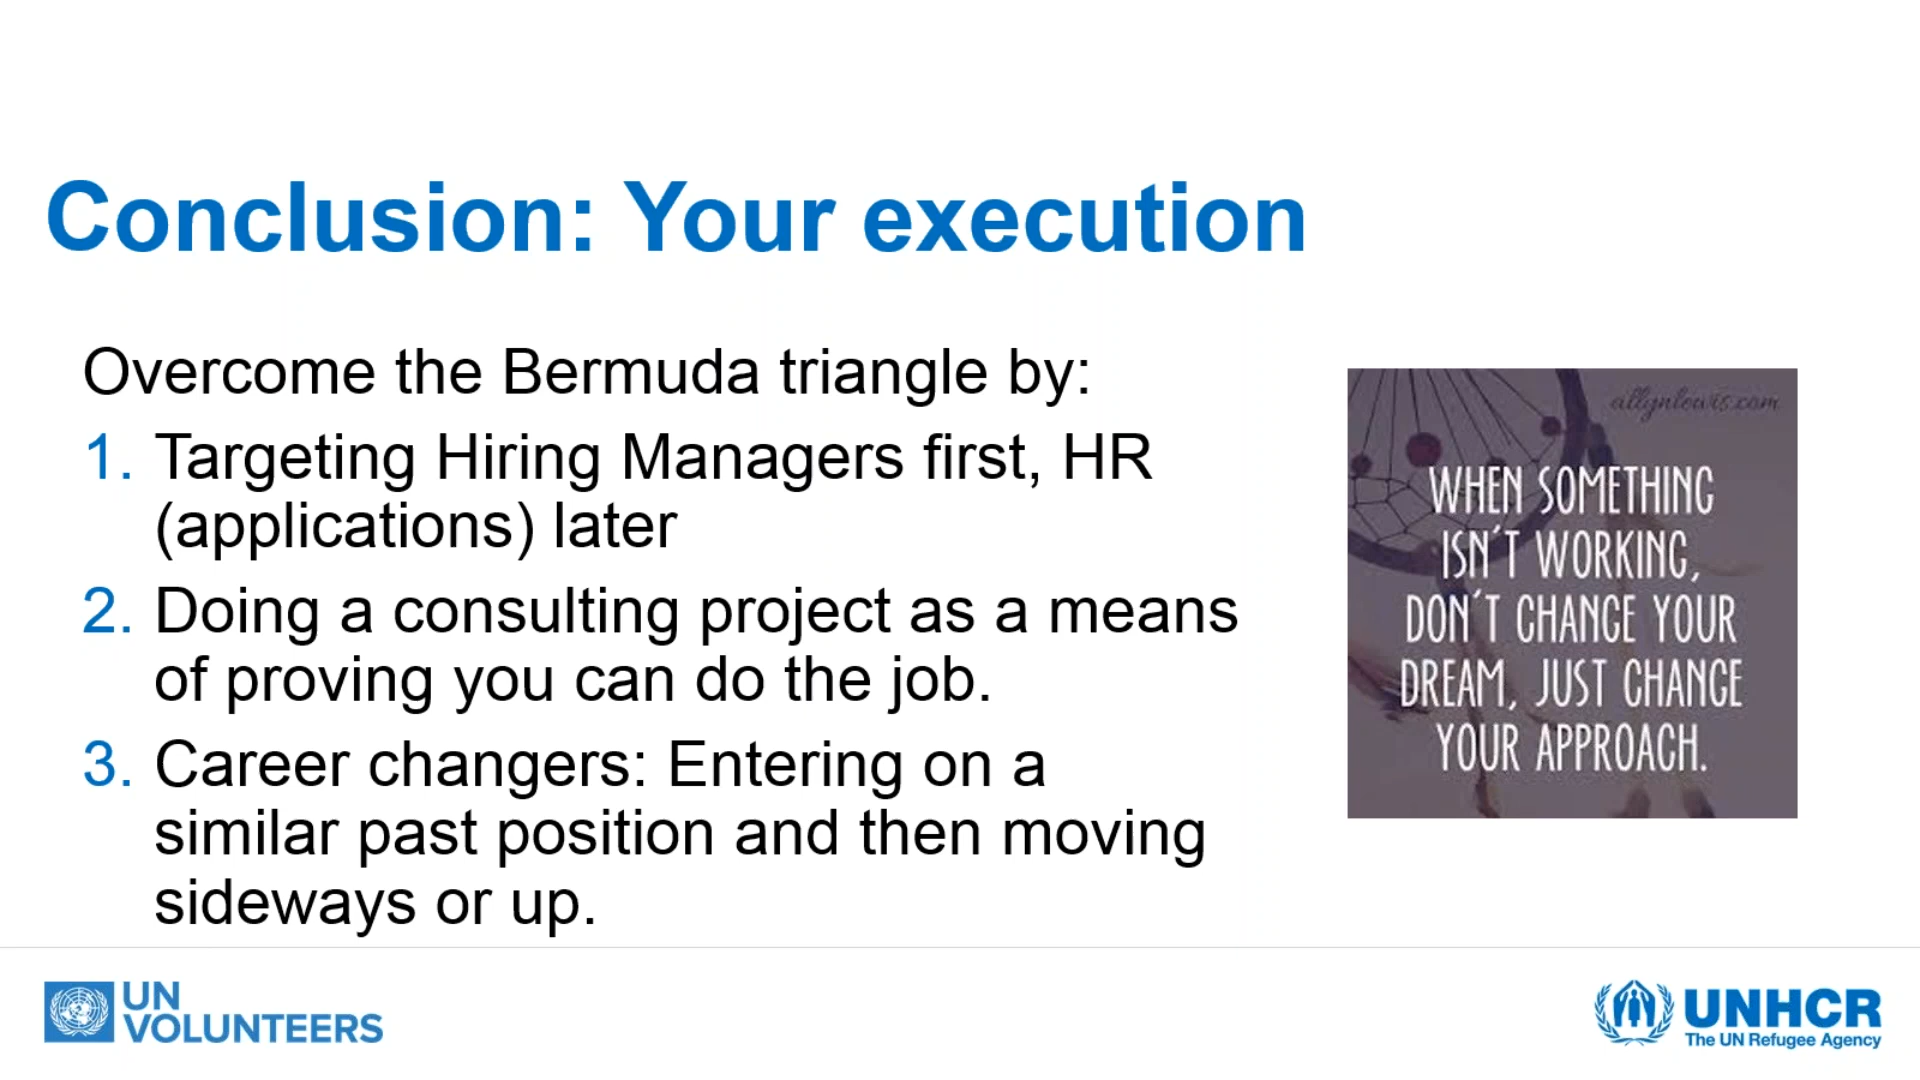 Conclusion: Your execution
Overcome the Bermuda triangle by:
1. Targeting Hiring Managers first, HR
(applications) later
2. Doing a consulting project as a means
of proving you can do the job.
3. Career changers: Entering on a
similar past position and then moving
sideways or up.
allynlewis.com
WHEN SOMETHING
ISN´T WORKING,
DON´T CHANGE YOUR
DREAM, JUST CHANGE
YOUR APPROACH.
UN
VOLUNTEERS
UNHCR
The UN Refugee Agency